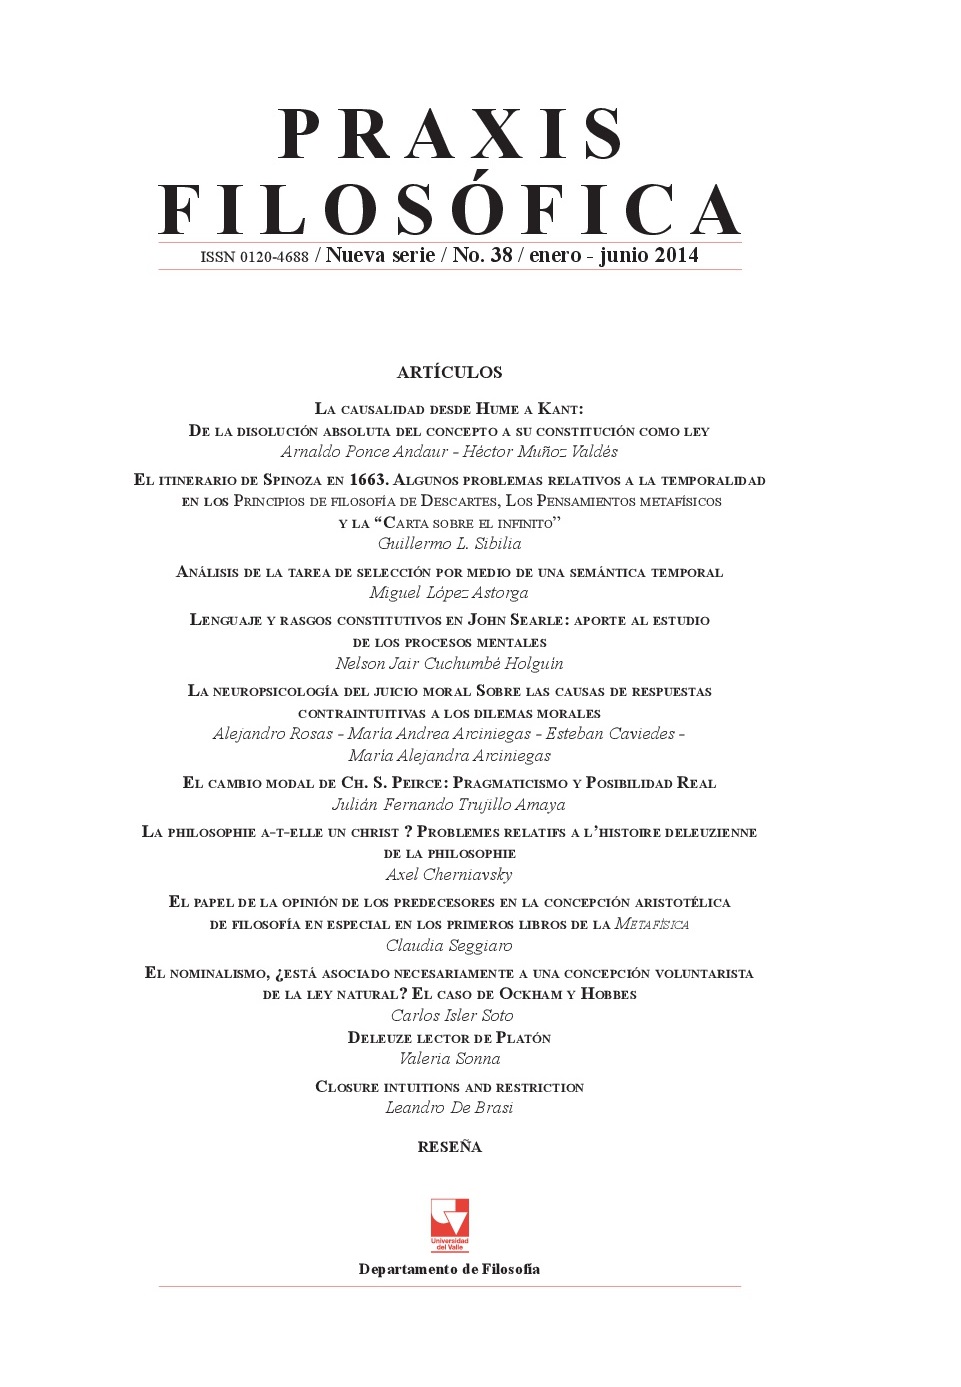 PRAXIS
FILOSÓFICA
ISSN 0120-4688 / Nueva serie / No. 38 / enero - junio 2014
ARTÍCULOS
La causalidad desde Hume a Kant:
De la disolución absoluta del concepto a su constitución como ley
Arnaldo Ponce Andaur - Héctor Muñoz Valdés
El itinerario de Spinoza en 1663. Algunos problemas relativos a la temporalidad
en los Principios de filosofía de Descartes, Los Pensamientos metafísicos
y la “Carta sobre el infinito”
Guillermo L. Sibilia
Análisis de la tarea de selección por medio de una semántica temporal
Miguel López Astorga
Lenguaje y rasgos constitutivos en John Searle: aporte al estudio
de los procesos mentales
Nelson Jair Cuchumbé Holguín
La neuropsicología del juicio moral Sobre las causas de respuestas
contraintuitivas a los dilemas morales
Alejandro Rosas - María Andrea Arciniegas - Esteban Caviedes -
María Alejandra Arciniegas
El cambio modal de Ch. S. Peirce: Pragmaticismo y Posibilidad Real
Julián Fernando Trujillo Amaya
La philosophie a-t-elle un christ ? Problemes relatifs a l’histoire deleuzienne
de la philosophie
Axel Cherniavsky
El papel de la opinión de los predecesores en la concepción aristotélica
de filosofía en especial en los primeros libros de la Metafísica
Claudia Seggiaro
El nominalismo, ¿está asociado necesariamente a una concepción voluntarista
de la ley natural? El caso de Ockham y Hobbes
Carlos Isler Soto
Deleuze lector de Platón
Valeria Sonna
Closure intuitions and restriction
Leandro De Brasi
RESEÑA
Universidad
del Valle
Departamento de Filosofía